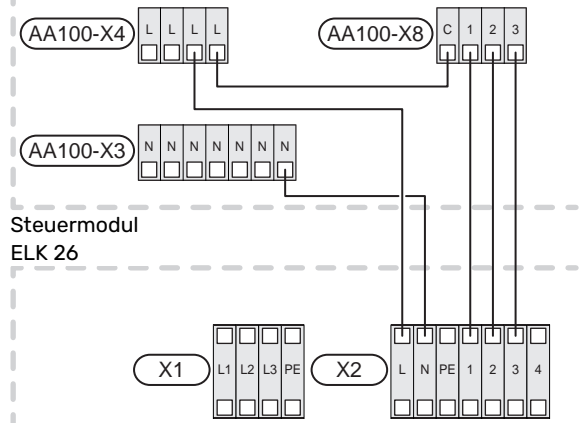 AA100-X4 L L L L AA100-X8 C 1 2 3
AA100-X3 N N N N N N N
Steuermodul
ELK 26
X1 L1 L2 L3 PE X2 L N PE 1 2 3 4